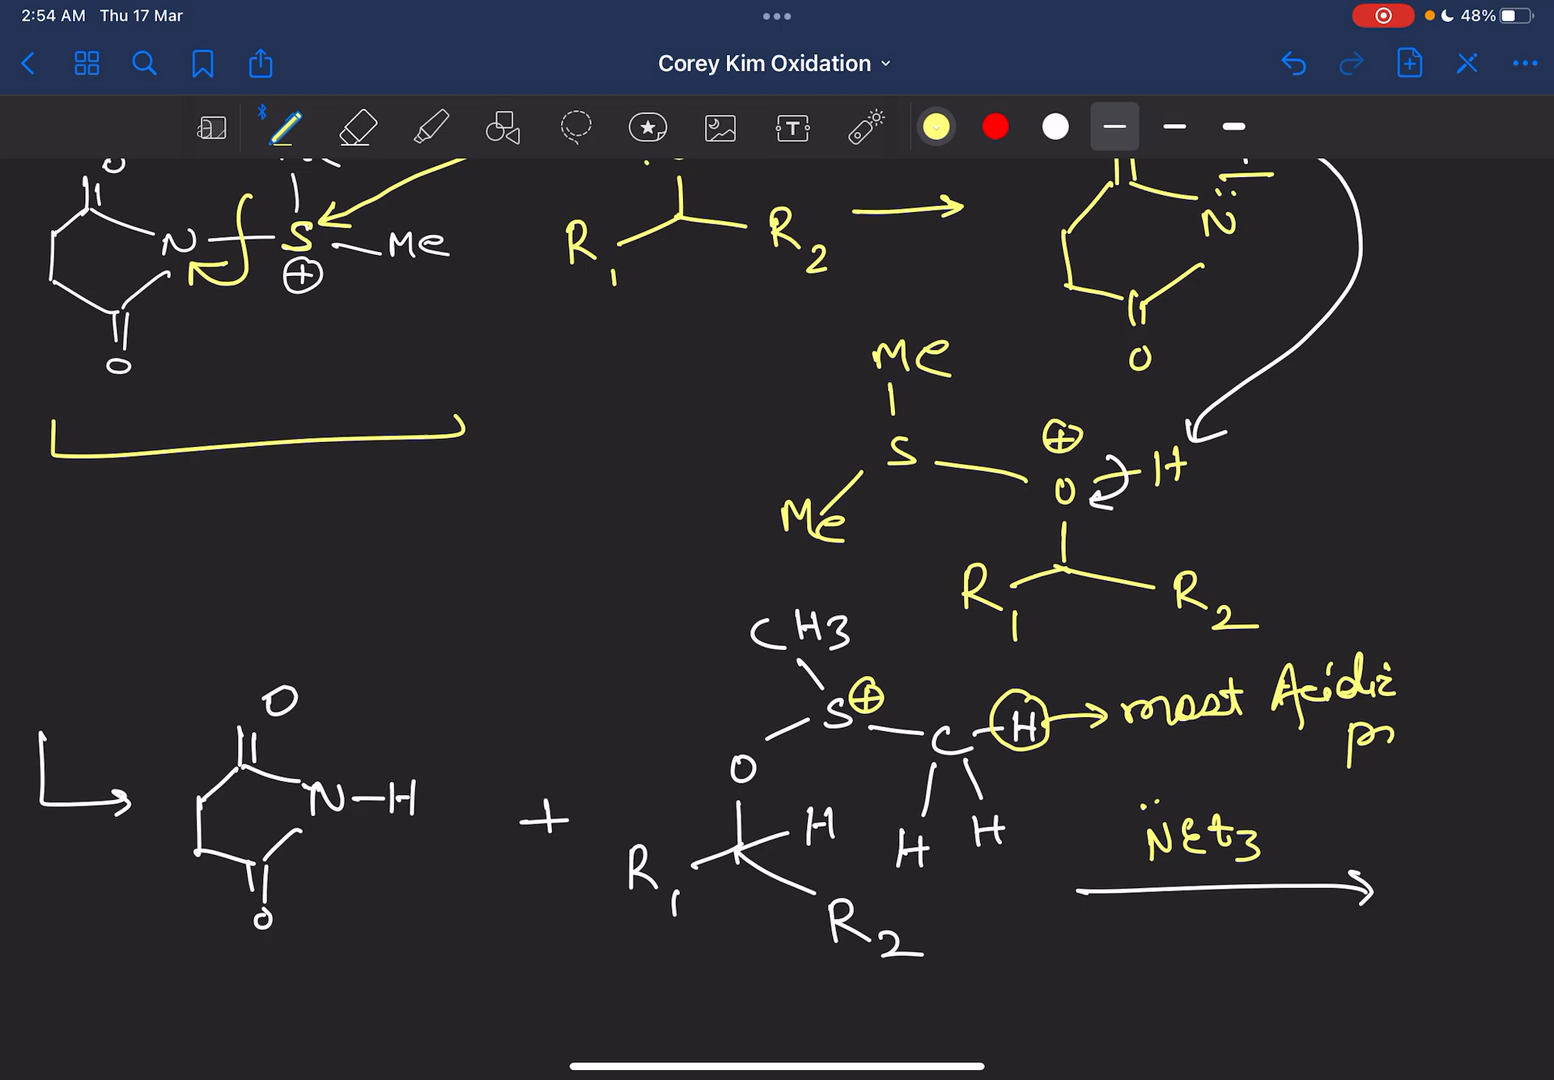 2:54 AM Thu 17 Mar
48%
Corey Kim Oxidation
T
O
N
S
Me
⊕
O
R1
R2
N
O
Me
S
Me
⊕
O
H
R1
R2
CH3
S
⊕
C
H
most Acidic
pr
O
H
H
H
R1
R2
O
N-H
O
+
NEt3